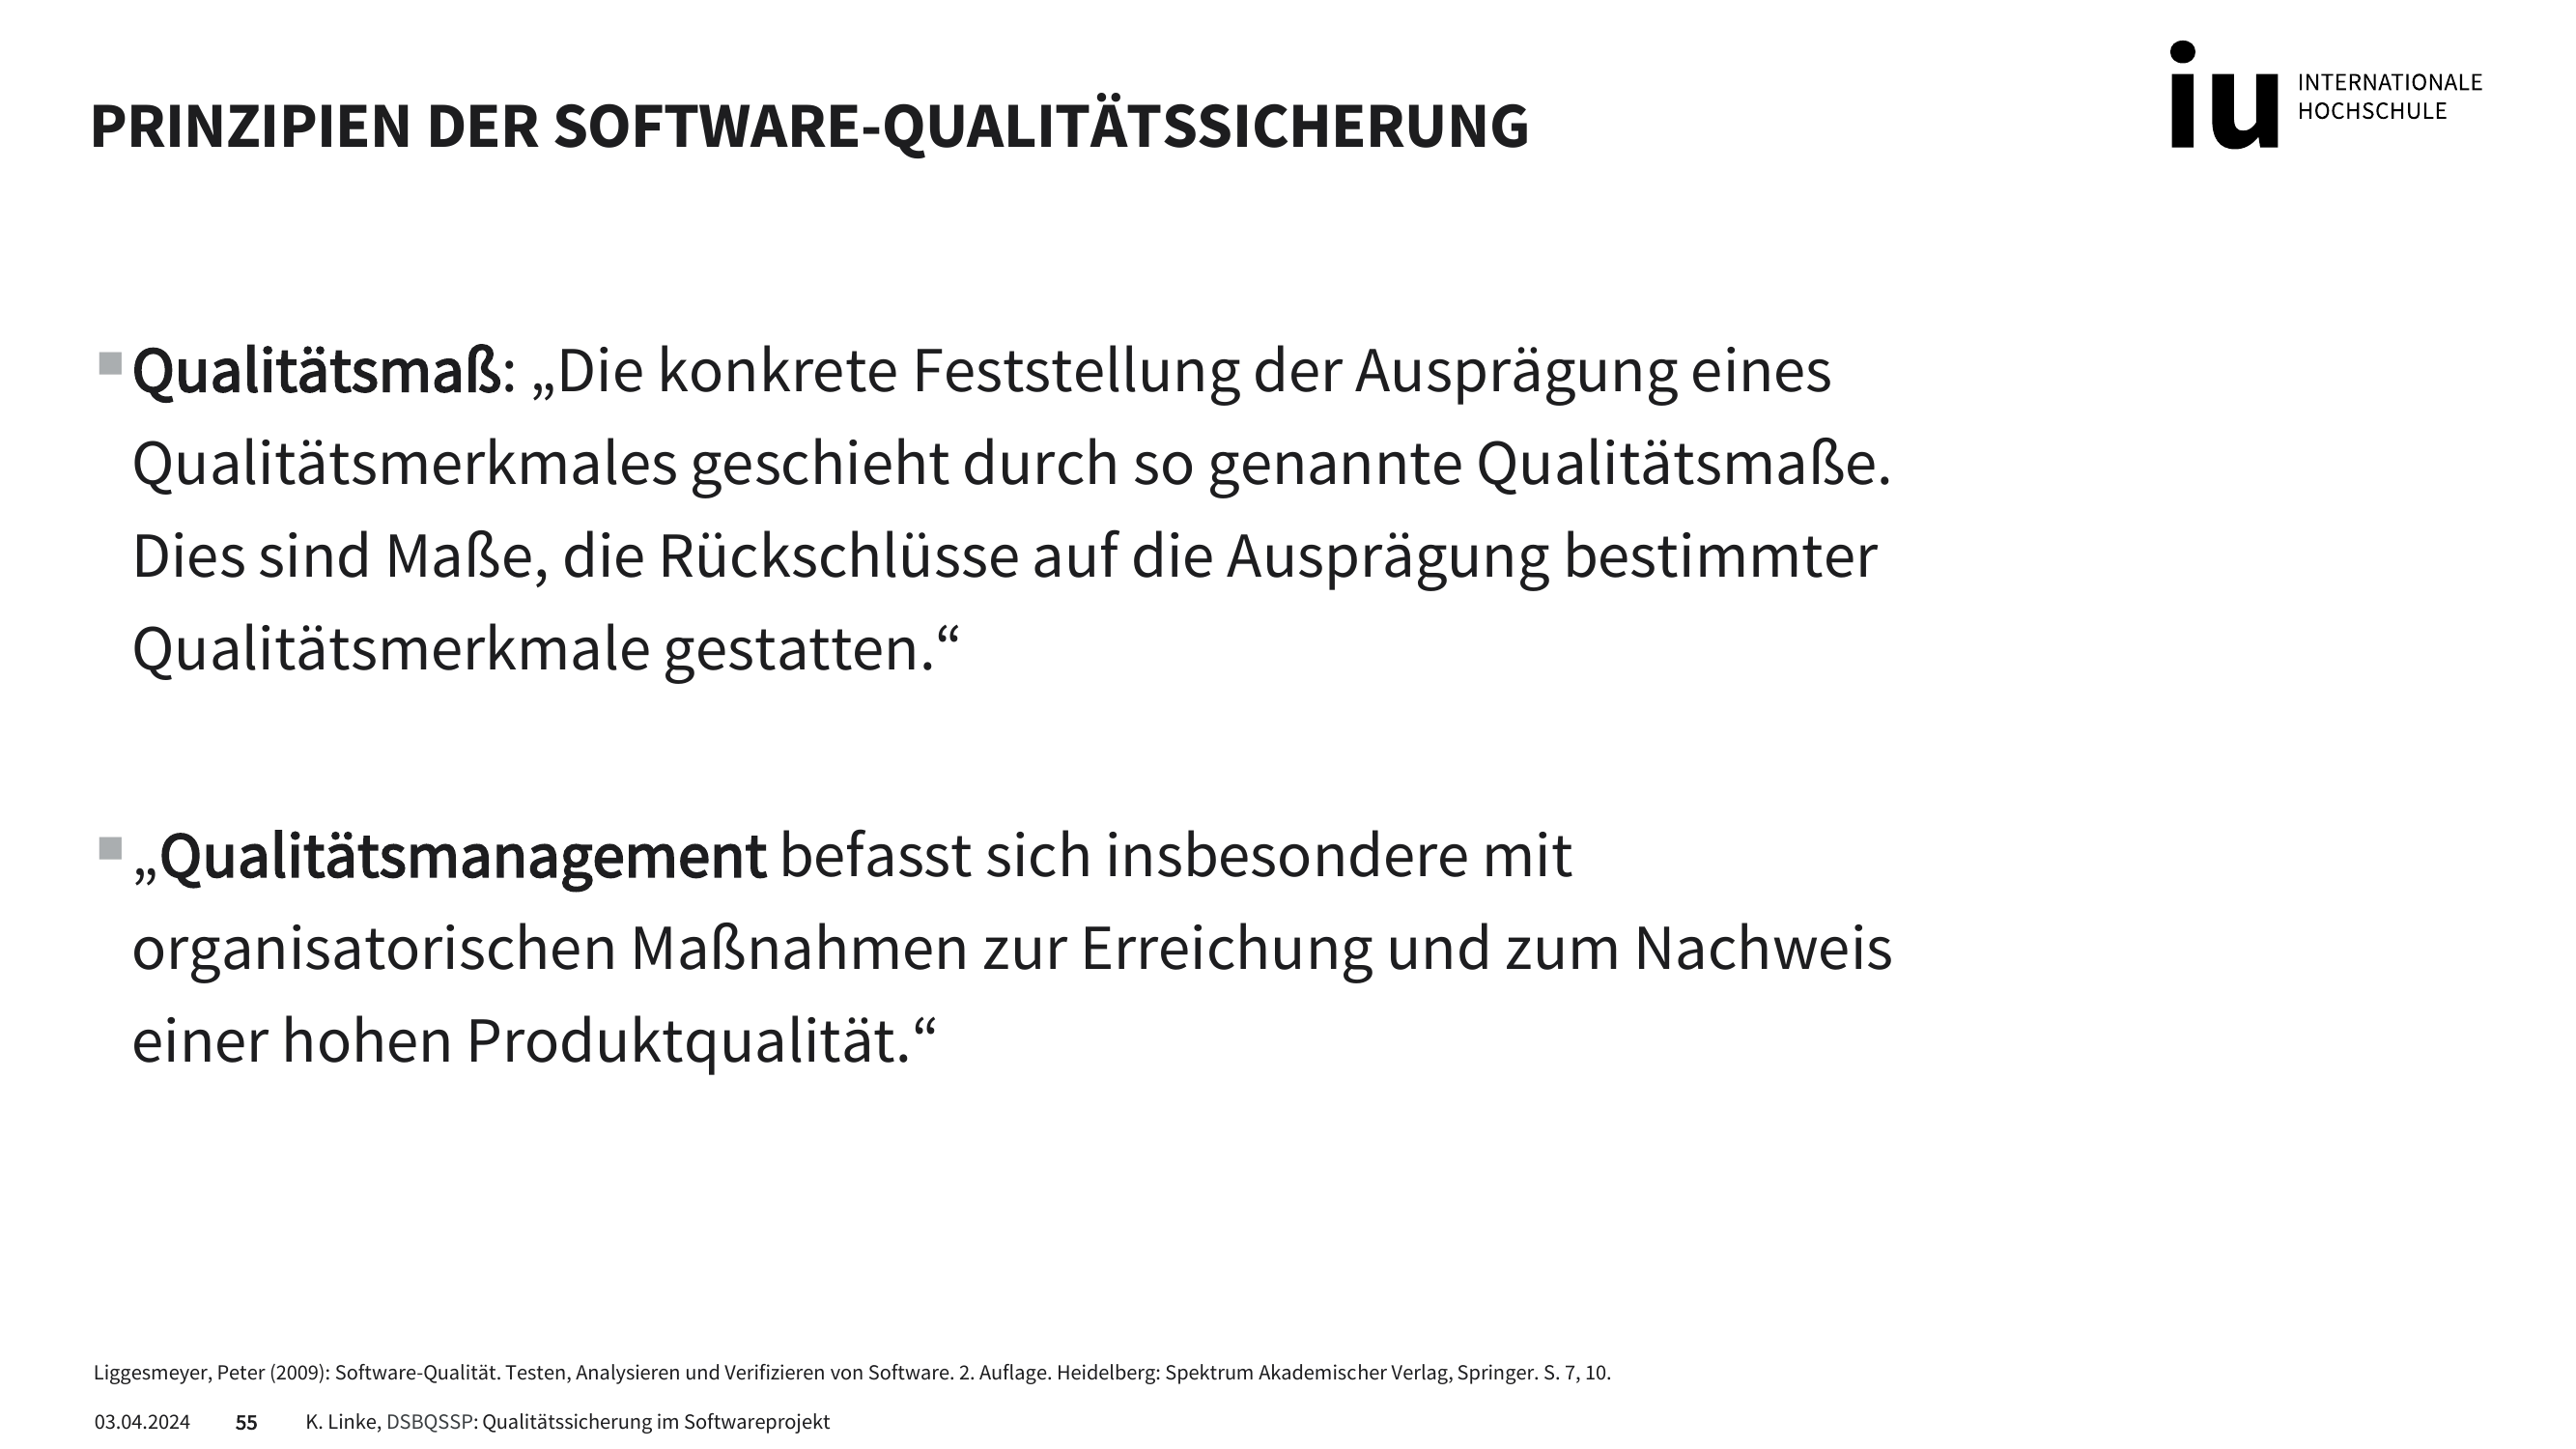 PRINZIPIEN DER SOFTWARE-QUALITÄTSSICHERUNG
iu INTERNATIONALE
HOCHSCHULE
Qualitätsmaß: „Die konkrete Feststellung der Ausprägung eines
Qualitätsmerkmales geschieht durch so genannte Qualitätsmaße.
Dies sind Maße, die Rückschlüsse auf die Ausprägung bestimmter
Qualitätsmerkmale gestatten.“
„Qualitätsmanagement befasst sich insbesondere mit
organisatorischen Maßnahmen zur Erreichung und zum Nachweis
einer hohen Produktqualität.“
Liggesmeyer, Peter (2009): Software-Qualität. Testen, Analysieren und Verifizieren von Software. 2. Auflage. Heidelberg: Spektrum Akademischer Verlag, Springer. S. 7, 10.
03.04.2024 55 K. Linke, DSBQSSP: Qualitätssicherung im Softwareprojekt